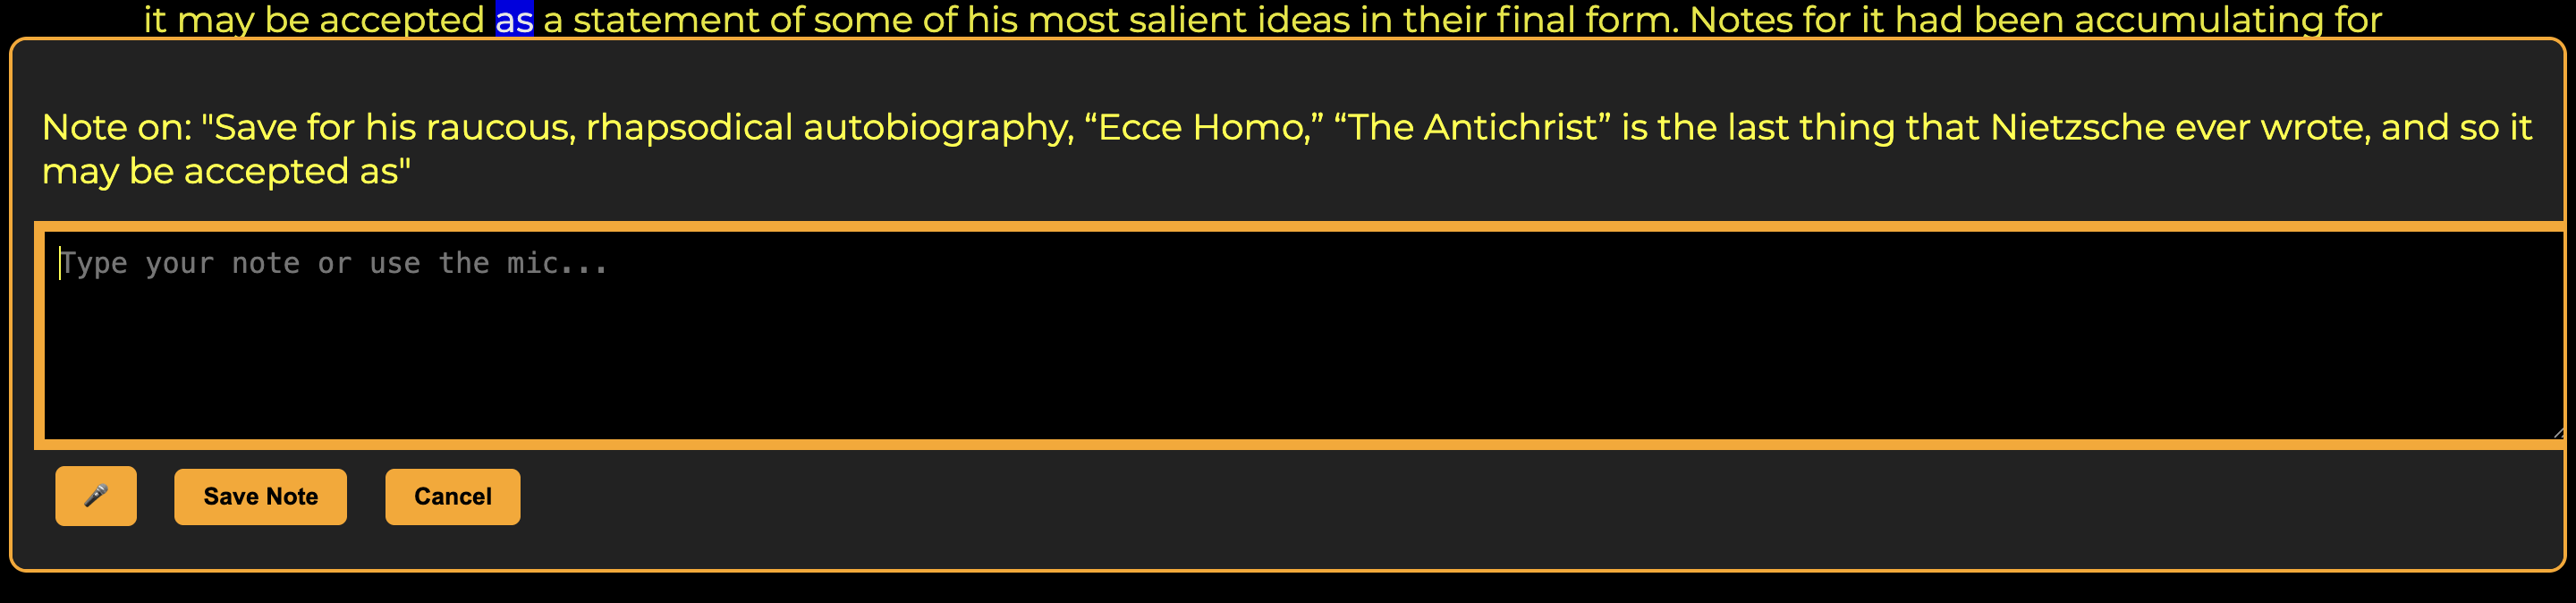 it may be accepted as a statement of some of his most salient ideas in their final form. Notes for it had been accumulating for
Note on: "Save for his raucous, rhapsodical autobiography, “Ecce Homo,” “The Antichrist” is the last thing that Nietzsche ever wrote, and so it
may be accepted as"
Type your note or use the mic...
Save Note Cancel